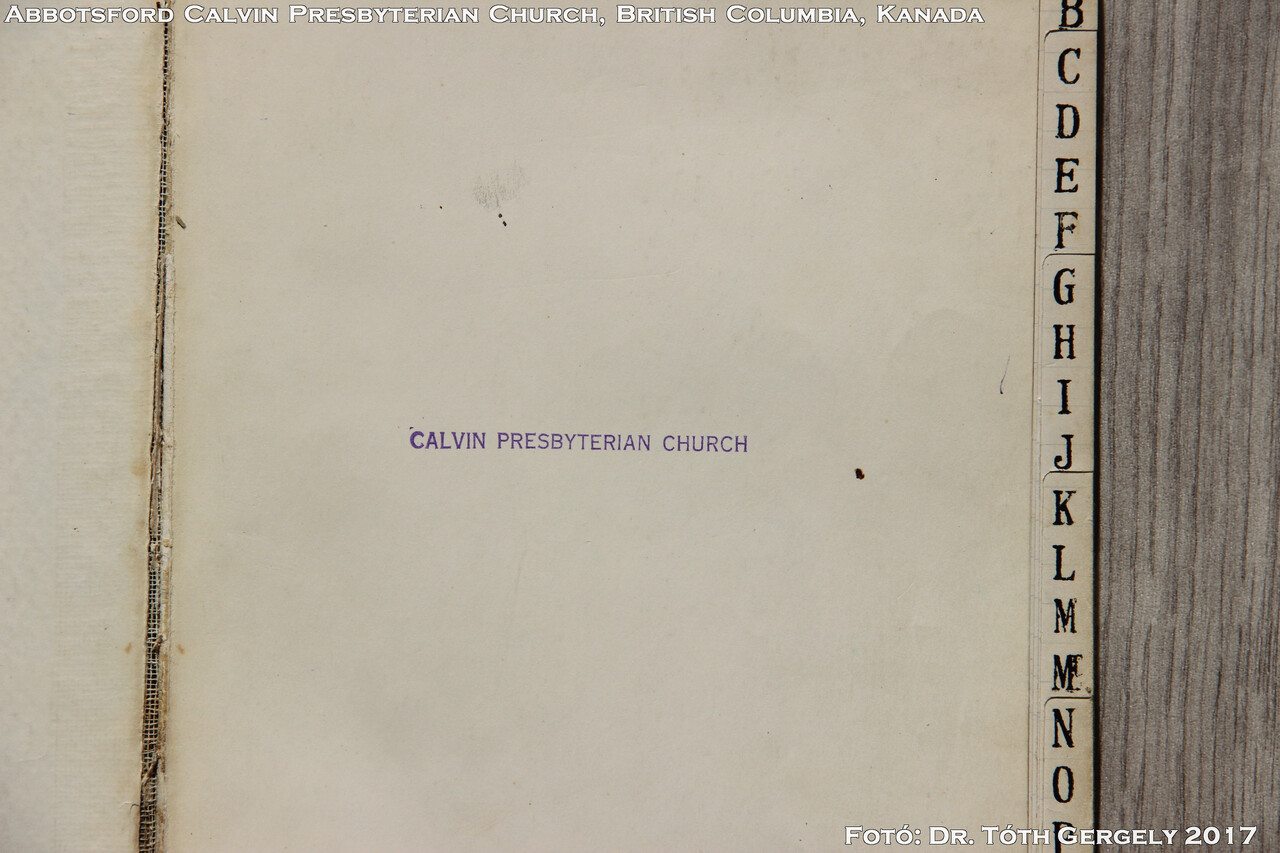 Abbotsford Calvin Presbyterian Church, British Columbia, Kanada
B
C
D
E
F
G
H
I
J
K
L
M
Mc
N
O
P
CALVIN PRESBYTERIAN CHURCH
Fotó: Dr. Tóth Gergely 2017